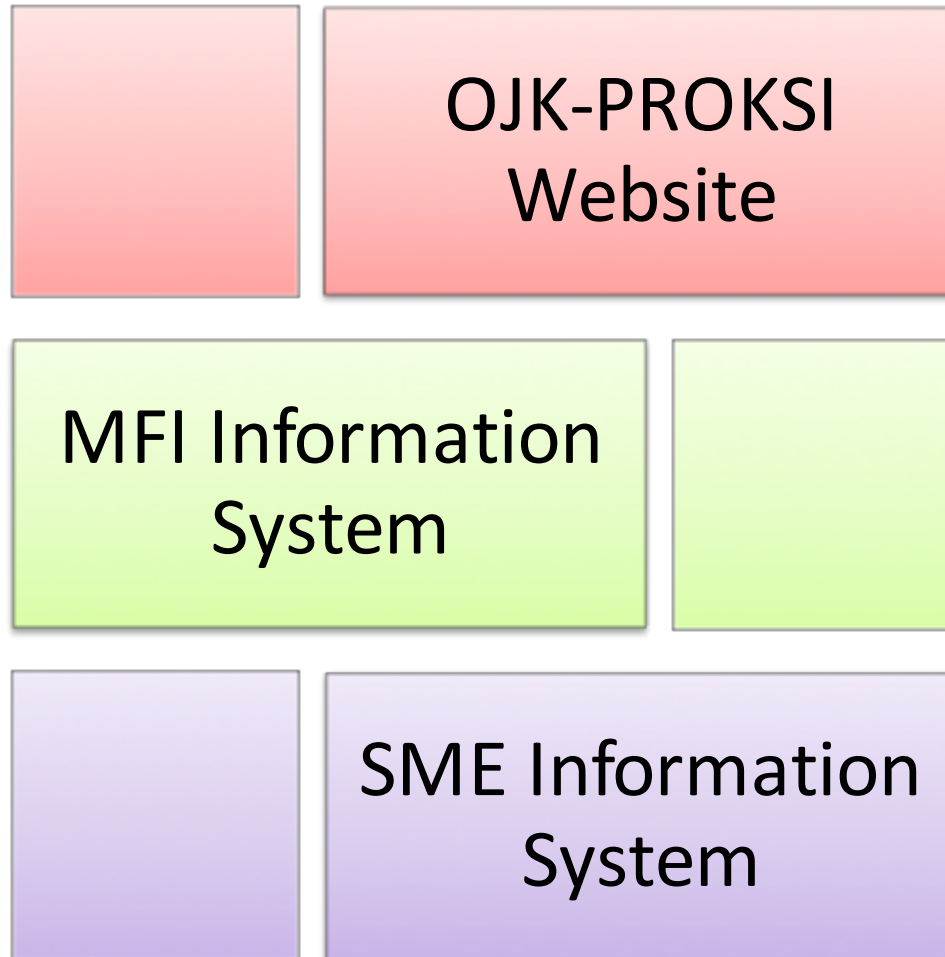 OJK-PROKSI
Website
MFI Information
System
SME Information
System